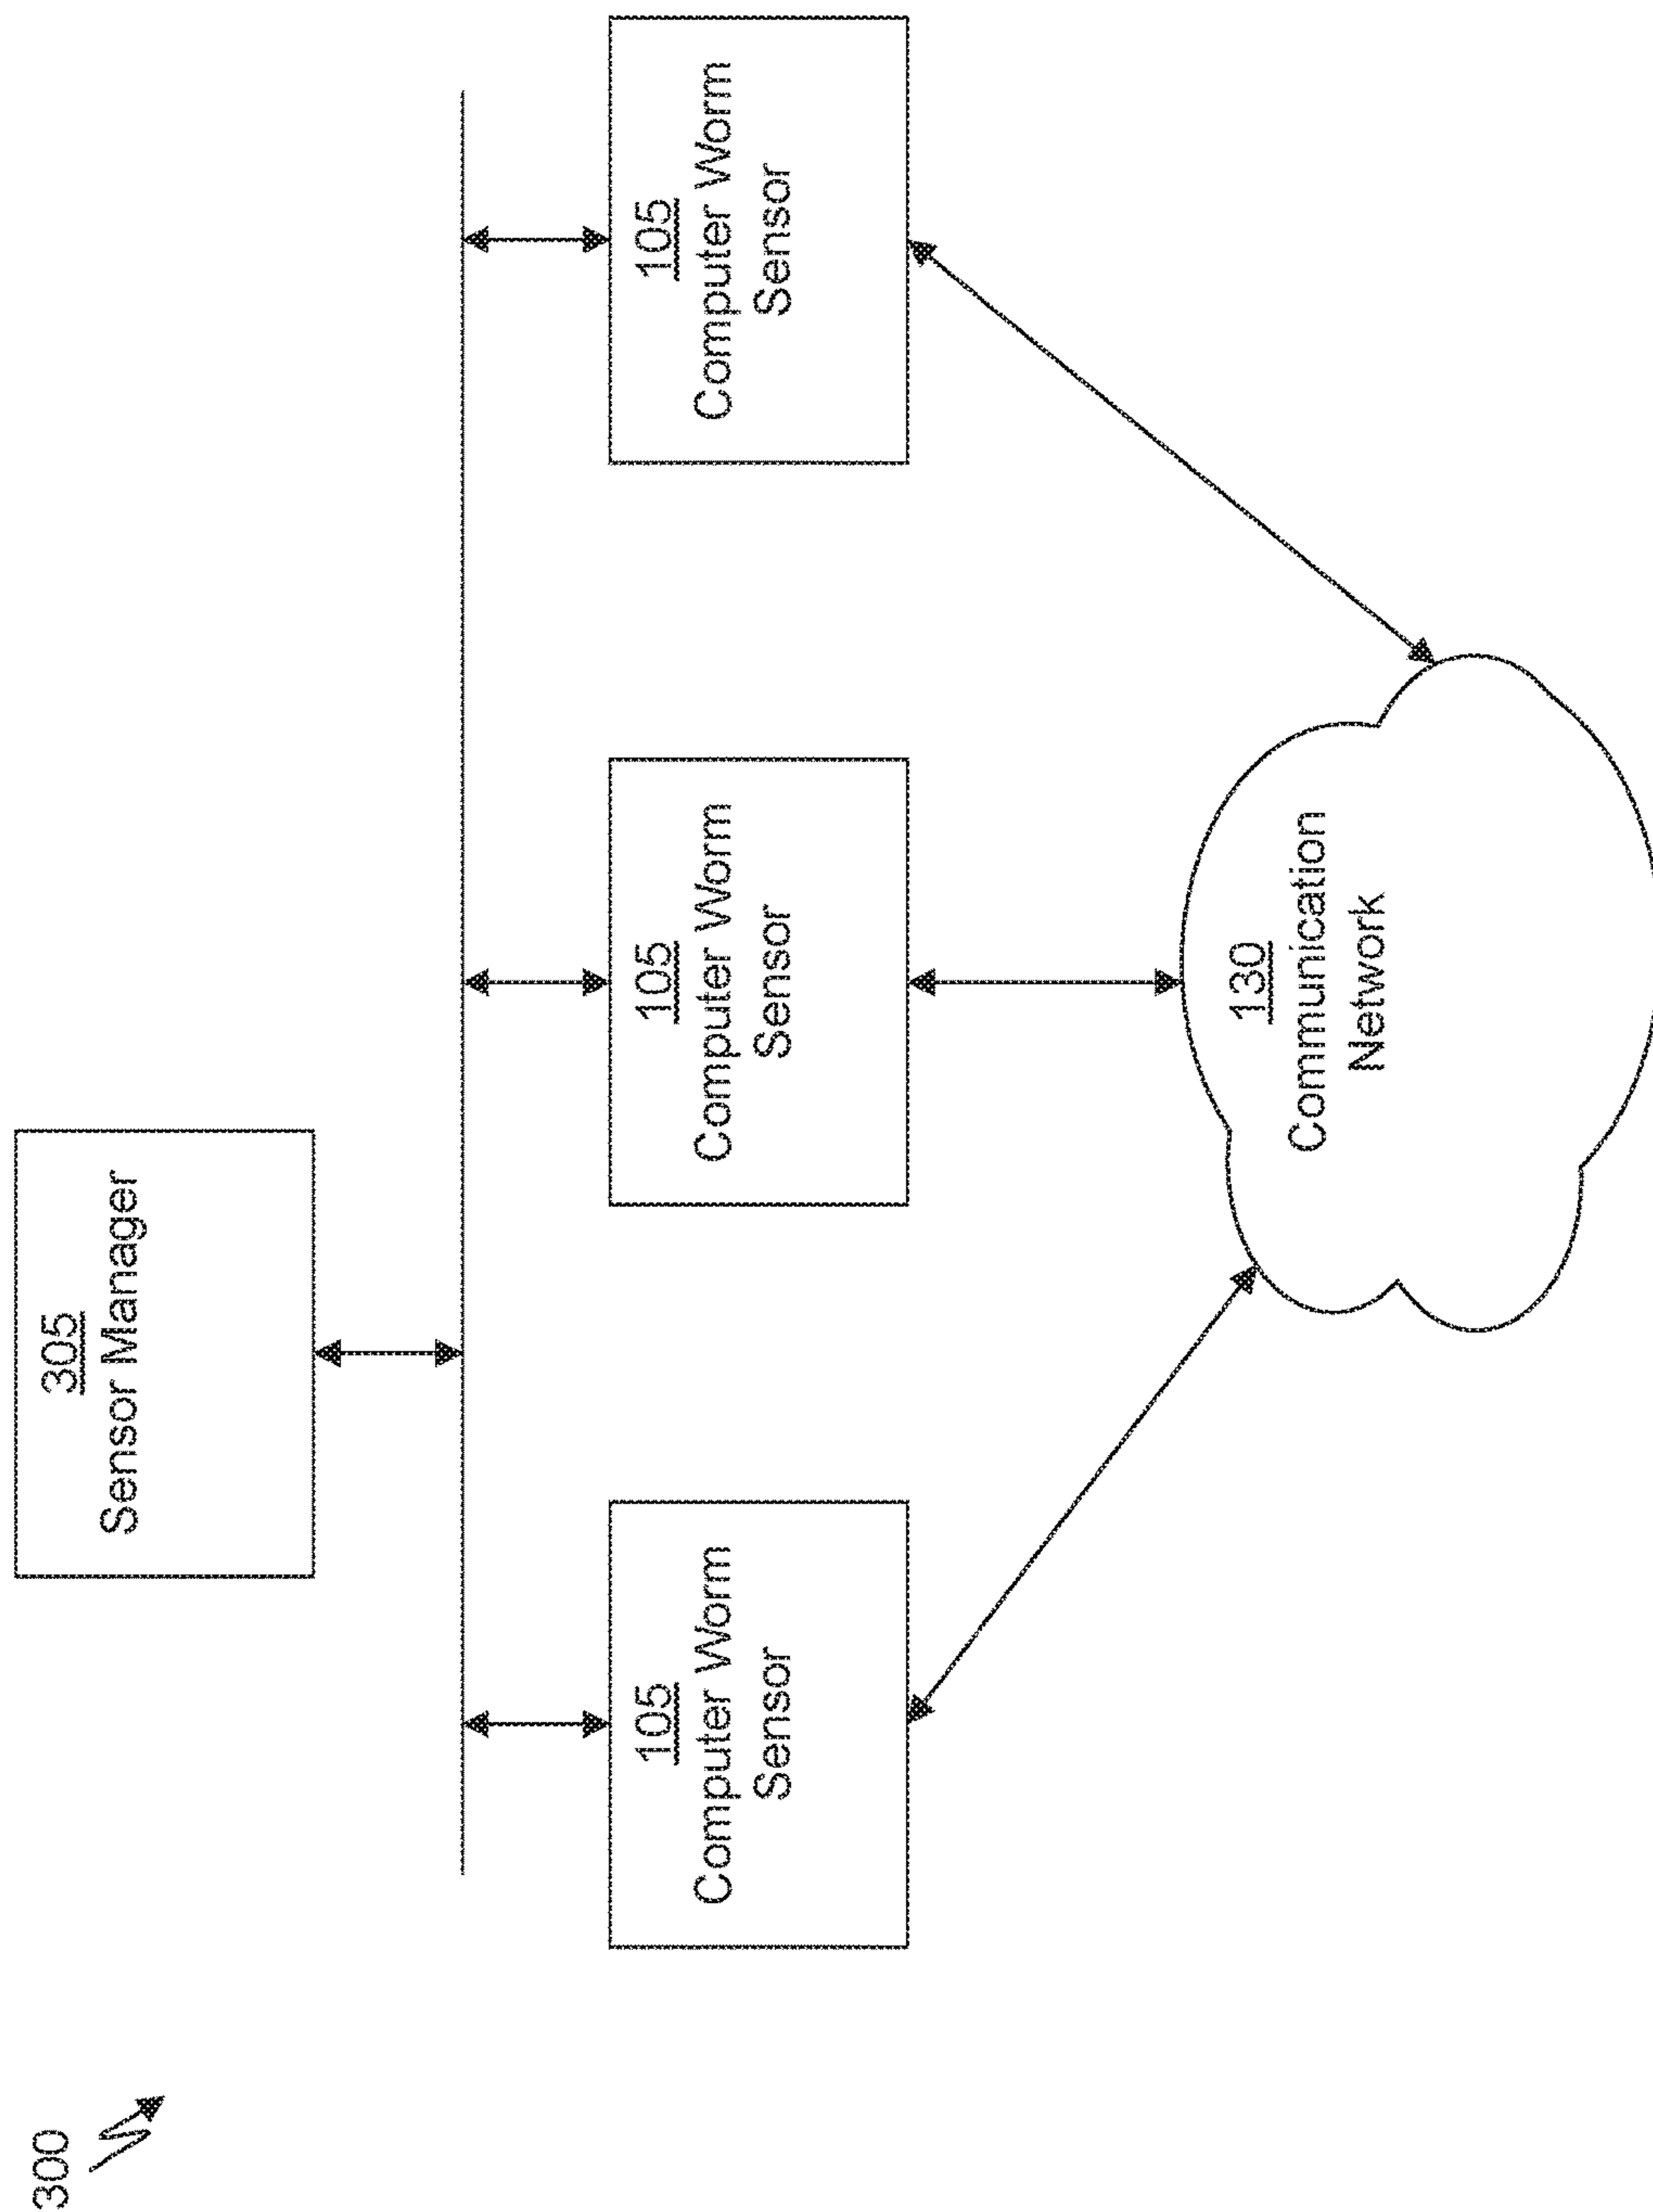 300
305
Sensor Manager
105
Computer Worm
Sensor
105
Computer Worm
Sensor
105
Computer Worm
Sensor
130
Communication
Network